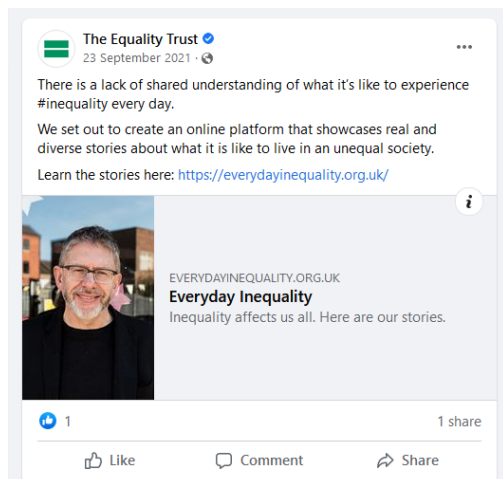 The Equality Trust
23 September 2021 ·
There is a lack of shared understanding of what it's like to experience
#inequality every day.
We set out to create an online platform that showcases real and
diverse stories about what it is like to live in an unequal society.
Learn the stories here: https://everydayinequality.org.uk/
i
EVERYDAYINEQUALITY.ORG.UK
Everyday Inequality
Inequality affects us all. Here are our stories.
1
1 share
Like
Comment
Share